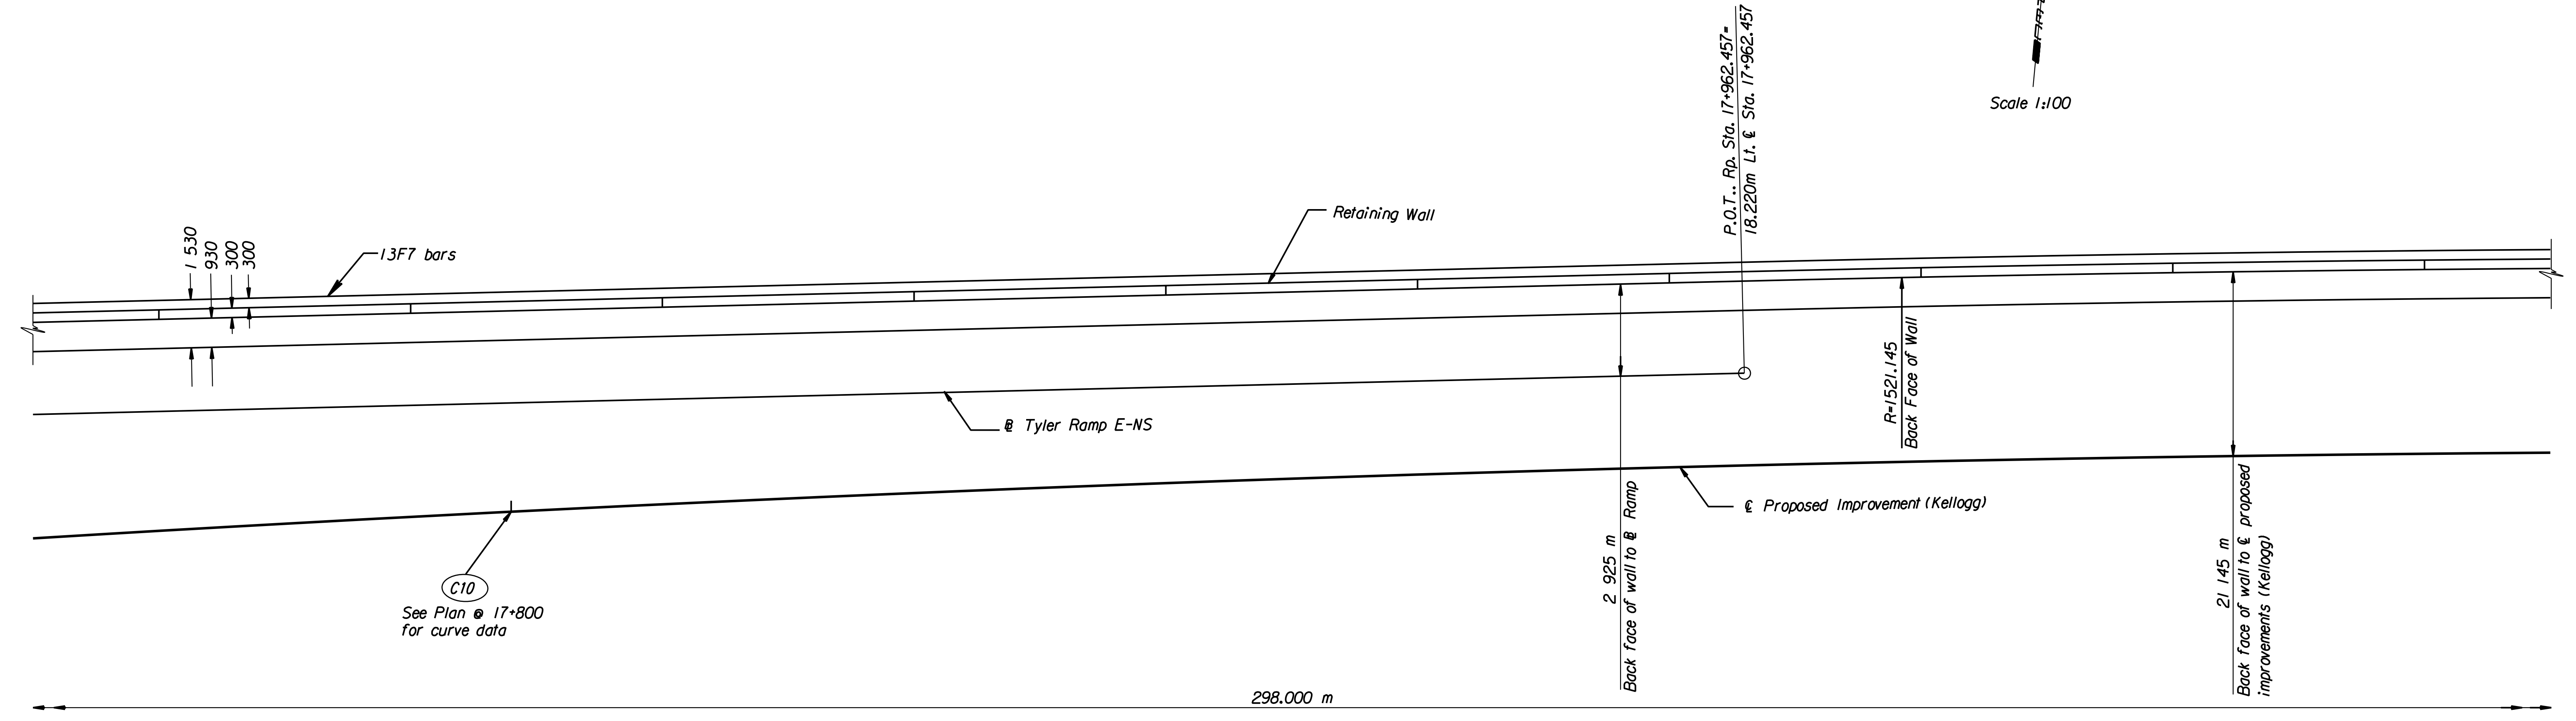 P.O.T.. Rp. Sta. 17+962.457=
18.220m Lt. ℄ Sta. 17+962.457
Scale 1:100
1 530
930
300
300
13F7 bars
Retaining Wall
R=1521.145
Back Face of Wall
Tyler Ramp E-NS
℄ Proposed Improvement (Kellogg)
C10
See Plan @ 17+800
for curve data
2 925 m
Back face of wall to Ramp
21 145 m
Back face of wall to ℄ proposed
improvements (Kellogg)
298.000 m